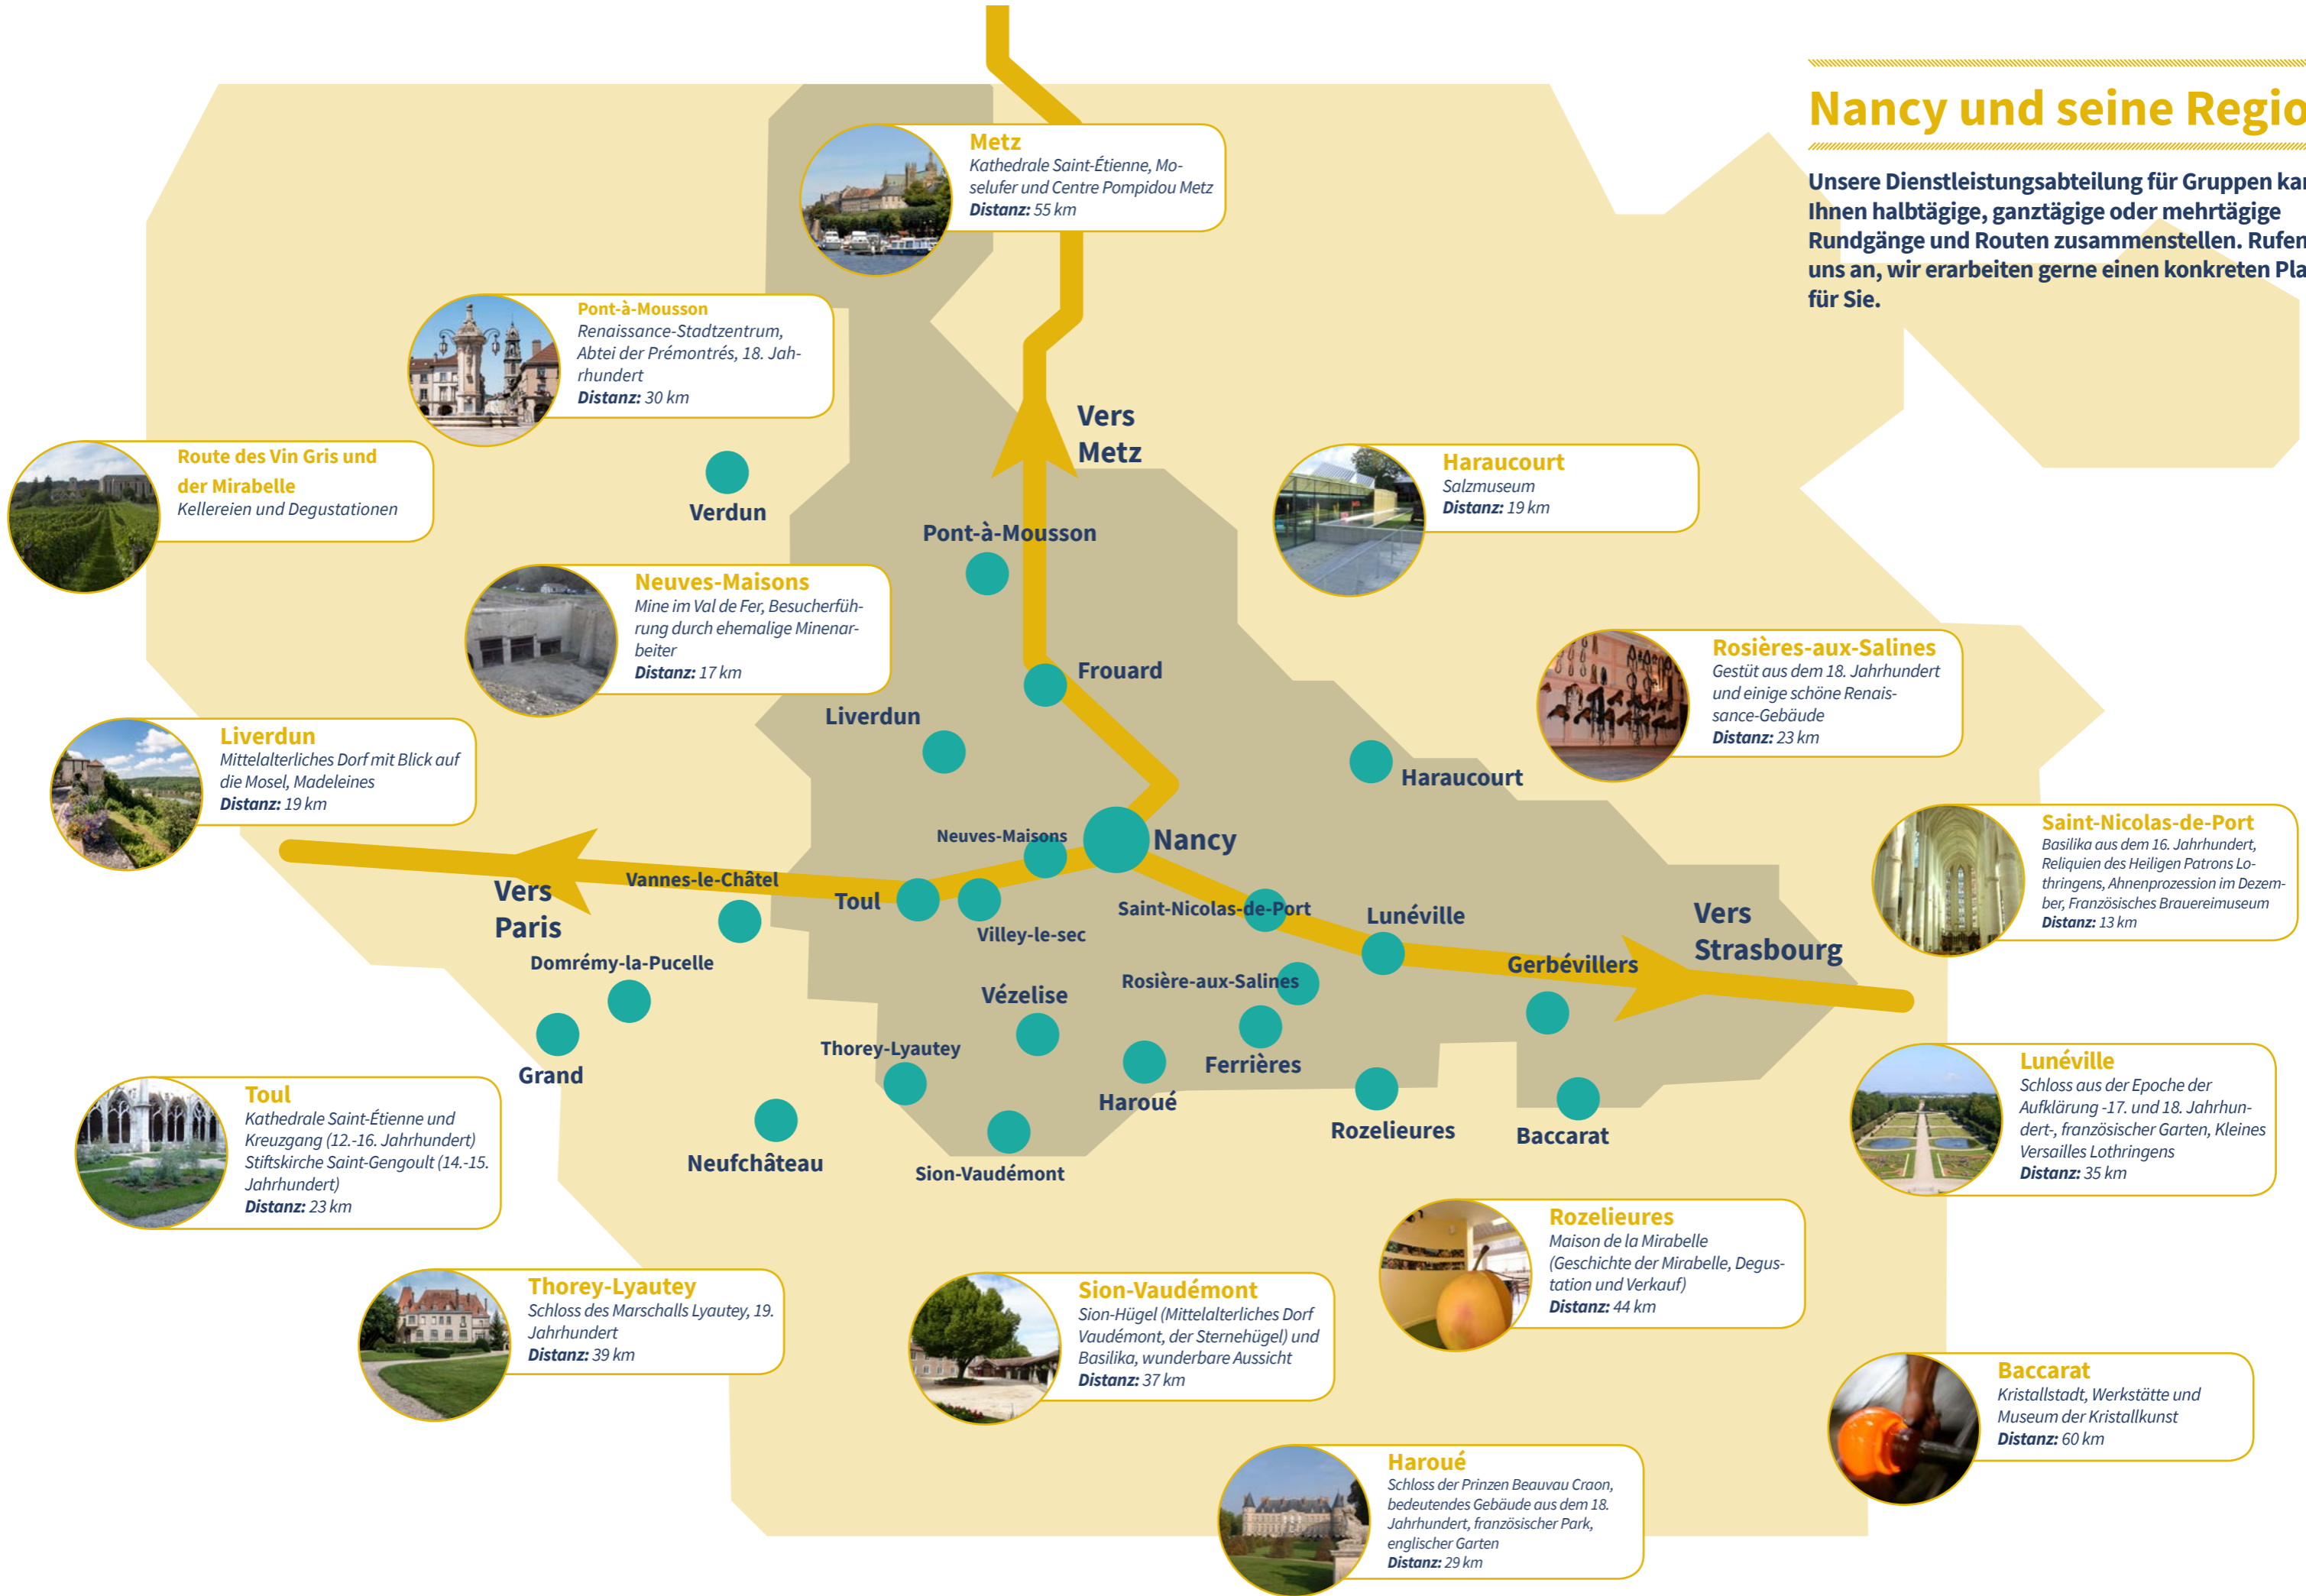 Nancy und seine Regio
Unsere Dienstleistungsabteilung für Gruppen kan
Ihnen halbtägige, ganztägige oder mehrtägige
Rundgänge und Routen zusammenstellen. Rufen
uns an, wir erarbeiten gerne einen konkreten Pla
für Sie.
Metz
Kathedrale Saint-Étienne, Mo-
selufer und Centre Pompidou Metz
Distanz: 55 km
Pont-à-Mousson
Renaissance-Stadtzentrum,
Abtei der Prémontrés, 18. Jah-
rhundert
Distanz: 30 km
Route des Vin Gris und
der Mirabelle
Kellereien und Degustationen
Haraucourt
Salzmuseum
Distanz: 19 km
Neuves-Maisons
Mine im Val de Fer, Besucherfüh-
rung durch ehemalige Minenar-
beiter
Distanz: 17 km
Rosières-aux-Salines
Gestüt aus dem 18. Jahrhundert
und einige schöne Renais-
sance-Gebäude
Distanz: 23 km
Liverdun
Mittelalterliches Dorf mit Blick auf
die Mosel, Madeleines
Distanz: 19 km
Saint-Nicolas-de-Port
Basilika aus dem 16. Jahrhundert,
Reliquien des Heiligen Patrons Lo-
thringens, Ahnenprozession im Dezem-
ber, Französisches Brauereimuseum
Distanz: 13 km
Vers
Metz
Verdun
Pont-à-Mousson
Frouard
Liverdun
Haraucourt
Neuves-Maisons
Nancy
Vers
Paris
Vannes-le-Châtel
Toul
Villey-le-sec
Saint-Nicolas-de-Port
Lunéville
Vers
Strasbourg
Gerbévillers
Domrémy-la-Pucelle
Rosière-aux-Salines
Vézelise
Thorey-Lyautey
Grand
Ferrières
Haroué
Rozelieures
Baccarat
Neufchâteau
Sion-Vaudémont
Toul
Kathedrale Saint-Étienne und
Kreuzgang (12.-16. Jahrhundert)
Stiftskirche Saint-Gengoult (14.-15.
Jahrhundert)
Distanz: 23 km
Lunéville
Schloss aus der Epoche der
Aufklärung -17. und 18. Jahrhun-
dert-, französischer Garten, Kleines
Versailles Lothringens
Distanz: 35 km
Thorey-Lyautey
Schloss des Marschalls Lyautey, 19.
Jahrhundert
Distanz: 39 km
Sion-Vaudémont
Sion-Hügel (Mittelalterliches Dorf
Vaudémont, der Sternehügel) und
Basilika, wunderbare Aussicht
Distanz: 37 km
Rozelieures
Maison de la Mirabelle
(Geschichte der Mirabelle, Degus-
tation und Verkauf)
Distanz: 44 km
Baccarat
Kristallstadt, Werkstätte und
Museum der Kristallkunst
Distanz: 60 km
Haroué
Schloss der Prinzen Beauvau Craon,
bedeutendes Gebäude aus dem 18.
Jahrhundert, französischer Park,
englischer Garten
Distanz: 29 km